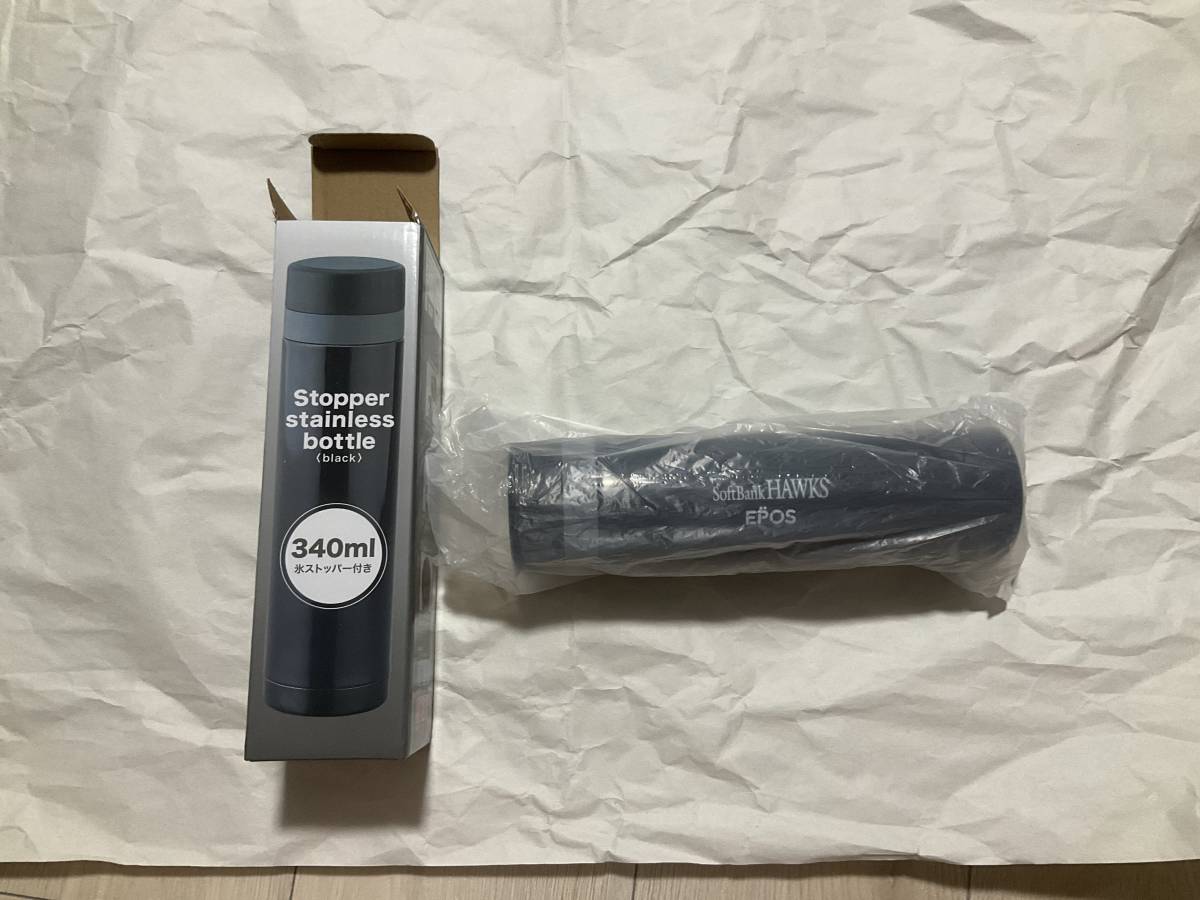 Stopper
stainless
bottle
〈black〉
340ml
氷ストッパー付き
SoftBank HAWKS
EPOS